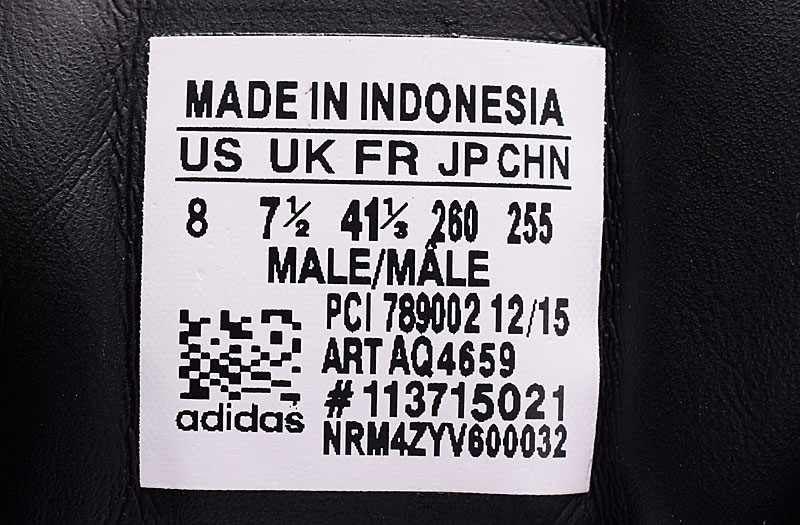 MADE IN INDONESIA
US UK FR JP CHN
8 7½ 41⅓ 260 255
MALE/MÂLE
PCI 789002 12/15
ART AQ4659
# 113715021
adidas
NRM4ZYV600032